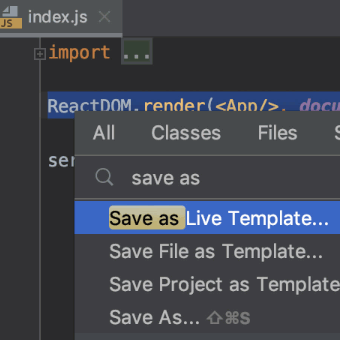 JS index.js
import ...
ReactDOM.render(<App/>, docu
All Classes Files
ser
save as
Save as Live Template...
Save File as Template...
Save Project as Template
Save As... ⇧⌘S